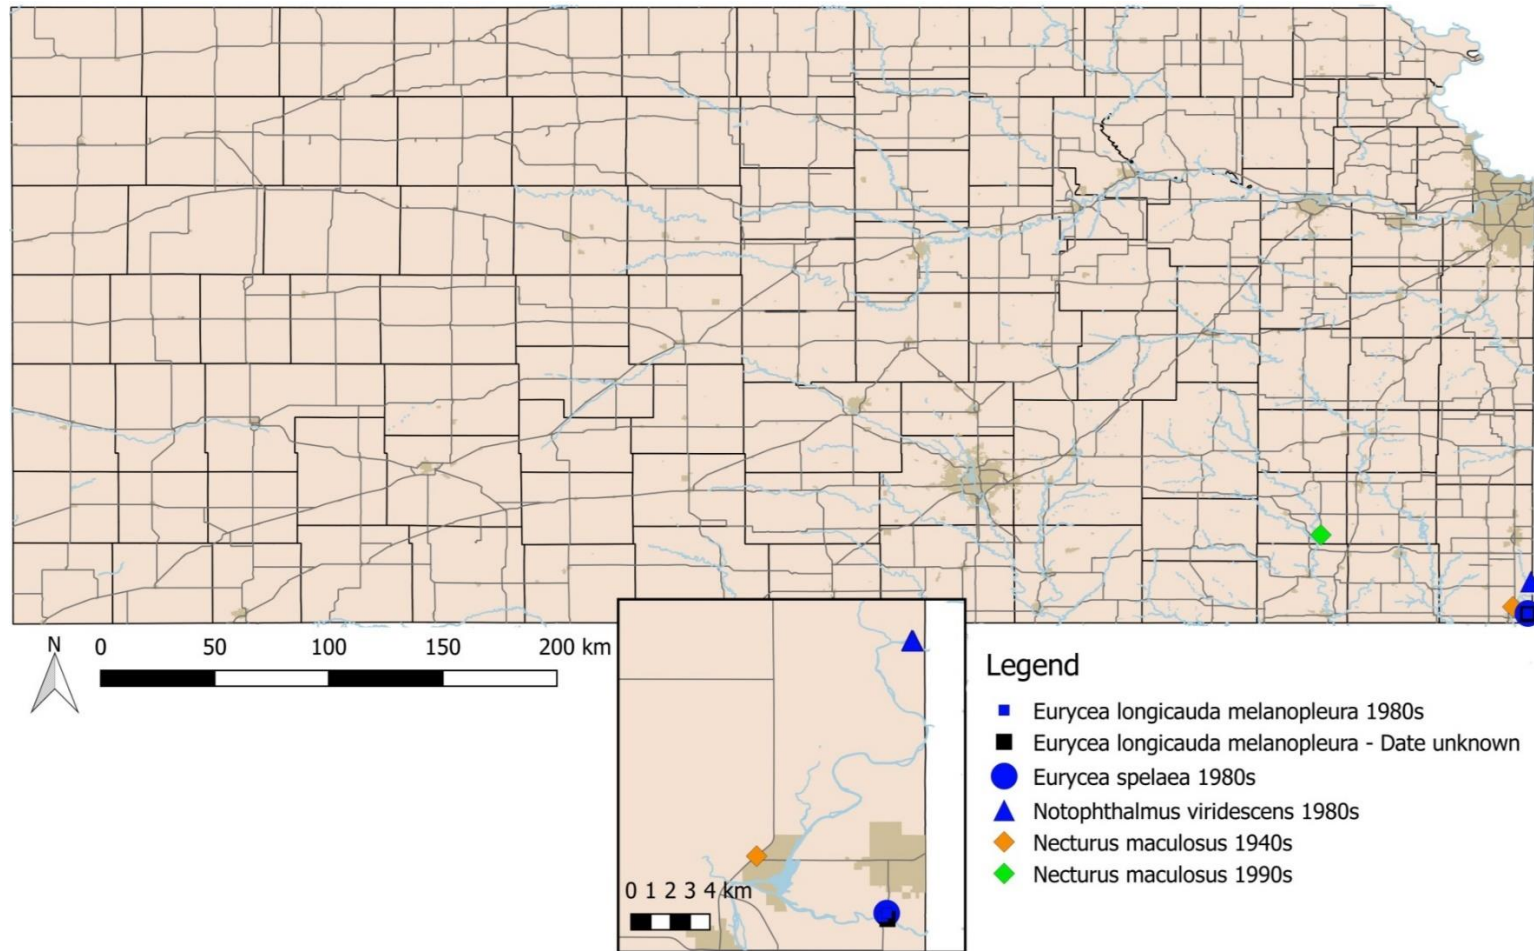 N
0 50 100 150 200 km
0 1 2 3 4 km
Legend
Eurycea longicauda melanopleura 1980s
Eurycea longicauda melanopleura - Date unknown
Eurycea spelaea 1980s
Notophthalmus viridescens 1980s
Necturus maculosus 1940s
Necturus maculosus 1990s